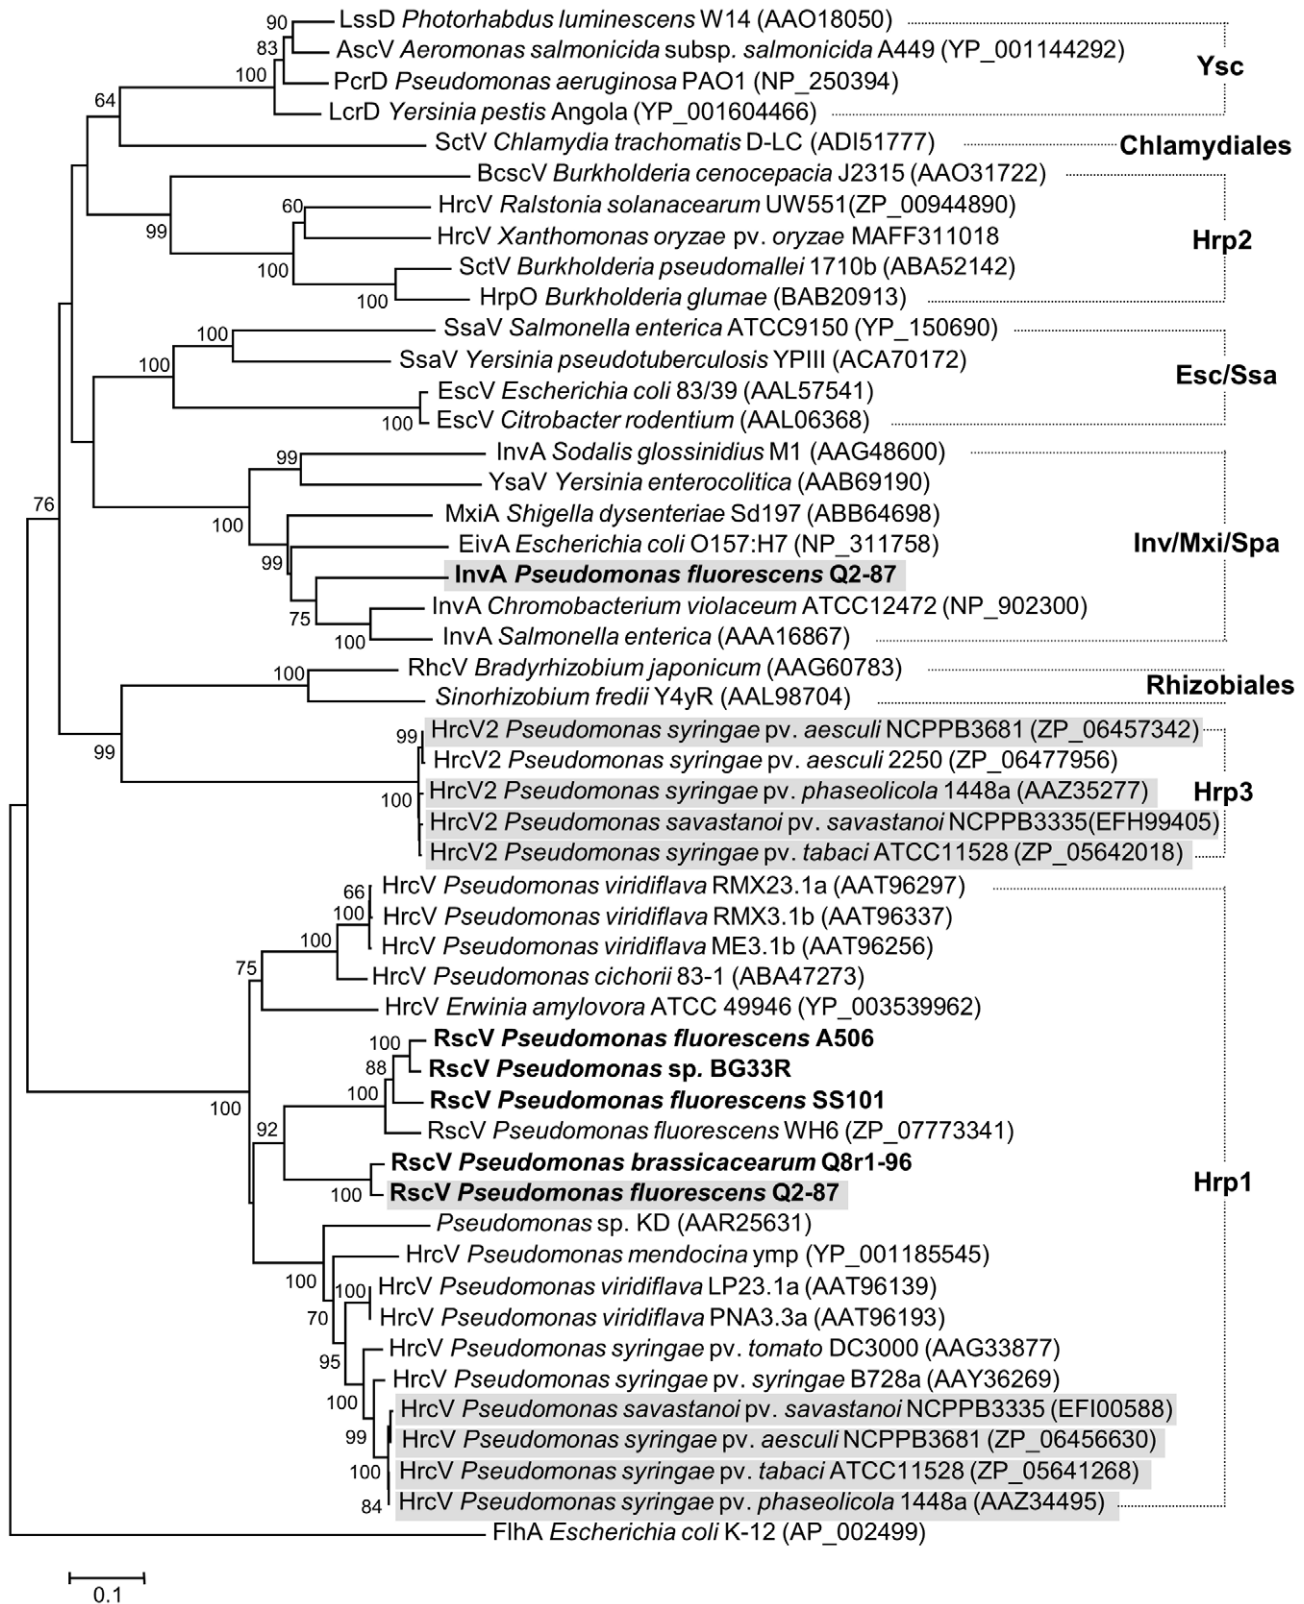 90
LssD Photorhabdus luminescens W14 (AAO18050)
83
AscV Aeromonas salmonicida subsp. salmonicida A449 (YP_001144292)
Ysc
100
PcrD Pseudomonas aeruginosa PAO1 (NP_250394)
64
LcrD Yersinia pestis Angola (YP_001604466)
SctV Chlamydia trachomatis D-LC (ADI51777)
Chlamydiales
BcscV Burkholderia cenocepacia J2315 (AAO31722)
60
HrcV Ralstonia solanacearum UW551(ZP_00944890)
99
HrcV Xanthomonas oryzae pv. oryzae MAFF311018
Hrp2
100
SctV Burkholderia pseudomallei 1710b (ABA52142)
100
HrpO Burkholderia glumae (BAB20913)
100
SsaV Salmonella enterica ATCC9150 (YP_150690)
100
SsaV Yersinia pseudotuberculosis YPIII (ACA70172)
Esc/Ssa
EscV Escherichia coli 83/39 (AAL57541)
100
EscV Citrobacter rodentium (AAL06368)
99
InvA Sodalis glossinidius M1 (AAG48600)
YsaV Yersinia enterocolitica (AAB69190)
76
100
MxiA Shigella dysenteriae Sd197 (ABB64698)
Inv/Mxi/Spa
99
EivA Escherichia coli O157:H7 (NP_311758)
InvA Pseudomonas fluorescens Q2-87
75
InvA Chromobacterium violaceum ATCC12472 (NP_902300)
100
InvA Salmonella enterica (AAA16867)
100
RhcV Bradyrhizobium japonicum (AAG60783)
Rhizobiales
Sinorhizobium fredii Y4yR (AAL98704)
99
99
HrcV2 Pseudomonas syringae pv. aesculi NCPPB3681 (ZP_06457342)
HrcV2 Pseudomonas syringae pv. aesculi 2250 (ZP_06477956)
100
HrcV2 Pseudomonas syringae pv. phaseolicola 1448a (AAZ35277)
Hrp3
HrcV2 Pseudomonas savastanoi pv. savastanoi NCPPB3335(EFH99405)
HrcV2 Pseudomonas syringae pv. tabaci ATCC11528 (ZP_05642018)
66
HrcV Pseudomonas viridiflava RMX23.1a (AAT96297)
100
HrcV Pseudomonas viridiflava RMX3.1b (AAT96337)
100
HrcV Pseudomonas viridiflava ME3.1b (AAT96256)
75
HrcV Pseudomonas cichorii 83-1 (ABA47273)
HrcV Erwinia amylovora ATCC 49946 (YP_003539962)
100
RscV Pseudomonas fluorescens A506
88
RscV Pseudomonas sp. BG33R
100
RscV Pseudomonas fluorescens SS101
100
92
RscV Pseudomonas fluorescens WH6 (ZP_07773341)
RscV Pseudomonas brassicacearum Q8r1-96
Hrp1
100
RscV Pseudomonas fluorescens Q2-87
Pseudomonas sp. KD (AAR25631)
HrcV Pseudomonas mendocina ymp (YP_001185545)
100
100
HrcV Pseudomonas viridiflava LP23.1a (AAT96139)
70
HrcV Pseudomonas viridiflava PNA3.3a (AAT96193)
95
HrcV Pseudomonas syringae pv. tomato DC3000 (AAG33877)
HrcV Pseudomonas syringae pv. syringae B728a (AAY36269)
100
HrcV Pseudomonas savastanoi pv. savastanoi NCPPB3335 (EFI00588)
99
HrcV Pseudomonas syringae pv. aesculi NCPPB3681 (ZP_06456630)
100
HrcV Pseudomonas syringae pv. tabaci ATCC11528 (ZP_05641268)
84
HrcV Pseudomonas syringae pv. phaseolicola 1448a (AAZ34495)
FlhA Escherichia coli K-12 (AP_002499)
0.1